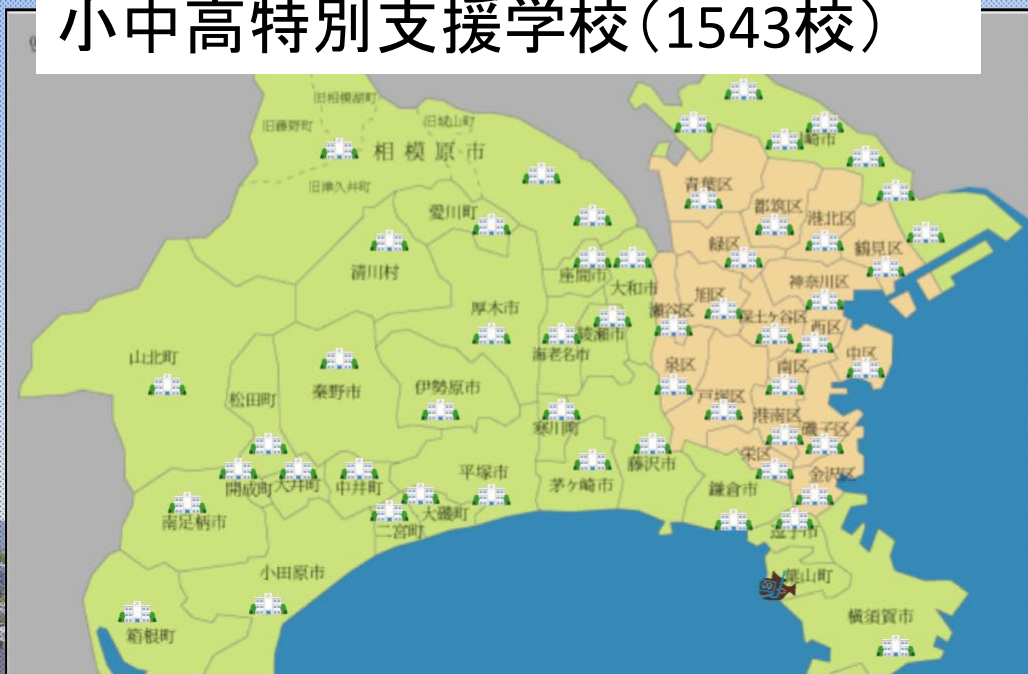 小中高特別支援学校（1543校）
旧相模湖町
旧城山町
旧藤野町
相模原市
崎市
旧津久井町
青葉区
愛川町
都筑区
港北区
緑区
鶴見区
清川村
座間市
神奈川区
大和市
旭区
厚木市
瀬谷区
保土ケ谷区
西区
綾瀬市
海老名市
中区
山北町
泉区
南区
秦野市
伊勢原市
松田町
戸塚区
港南区
寒川町
磯子区
栄区
藤沢市
平塚市
金沢区
開成町
大井町
中井町
茅ヶ崎市
鎌倉市
大磯町
南足柄市
二宮町
逗子市
小田原市
葉山町
横須賀市
箱根町